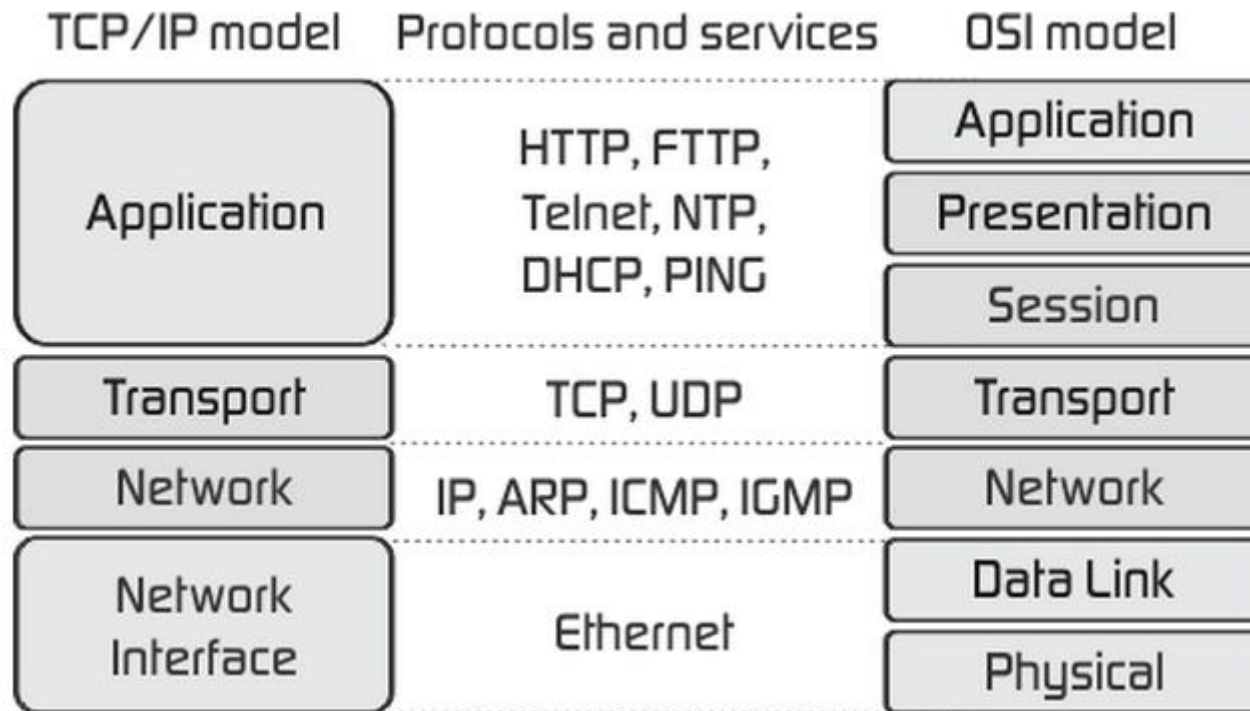 TCP/IP model Protocols and services OSI model
Application
HTTP, FTTP,
Telnet, NTP,
DHCP, PING
Application
Presentation
Session
Transport
TCP, UDP
Transport
Network
IP, ARP, ICMP, IGMP
Network
Network
Interface
Ethernet
Data Link
Physical